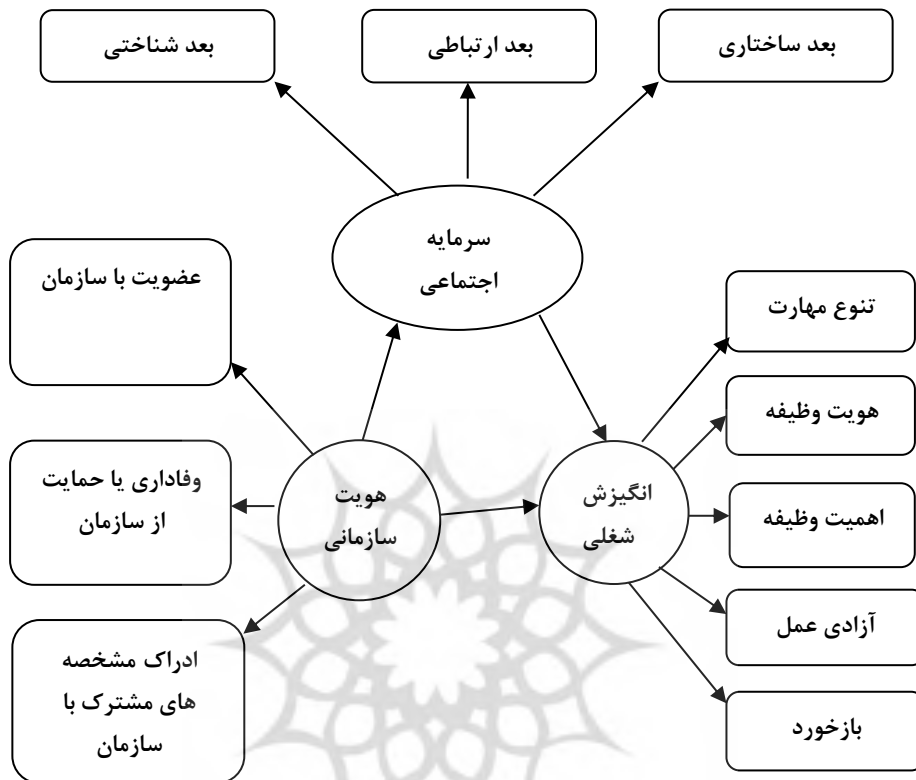 بعد ساختاری
بعد ارتباطی
بعد شناختی
سرمایه
اجتماعی
عضویت با سازمان
تنوع مهارت
هویت وظیفه
وفاداری یا حمایت
از سازمان
هویت
سازمانی
انگیزش
شغلی
اهمیت وظیفه
آزادی عمل
ادراک مشخصه
های مشترک با
سازمان
بازخورد